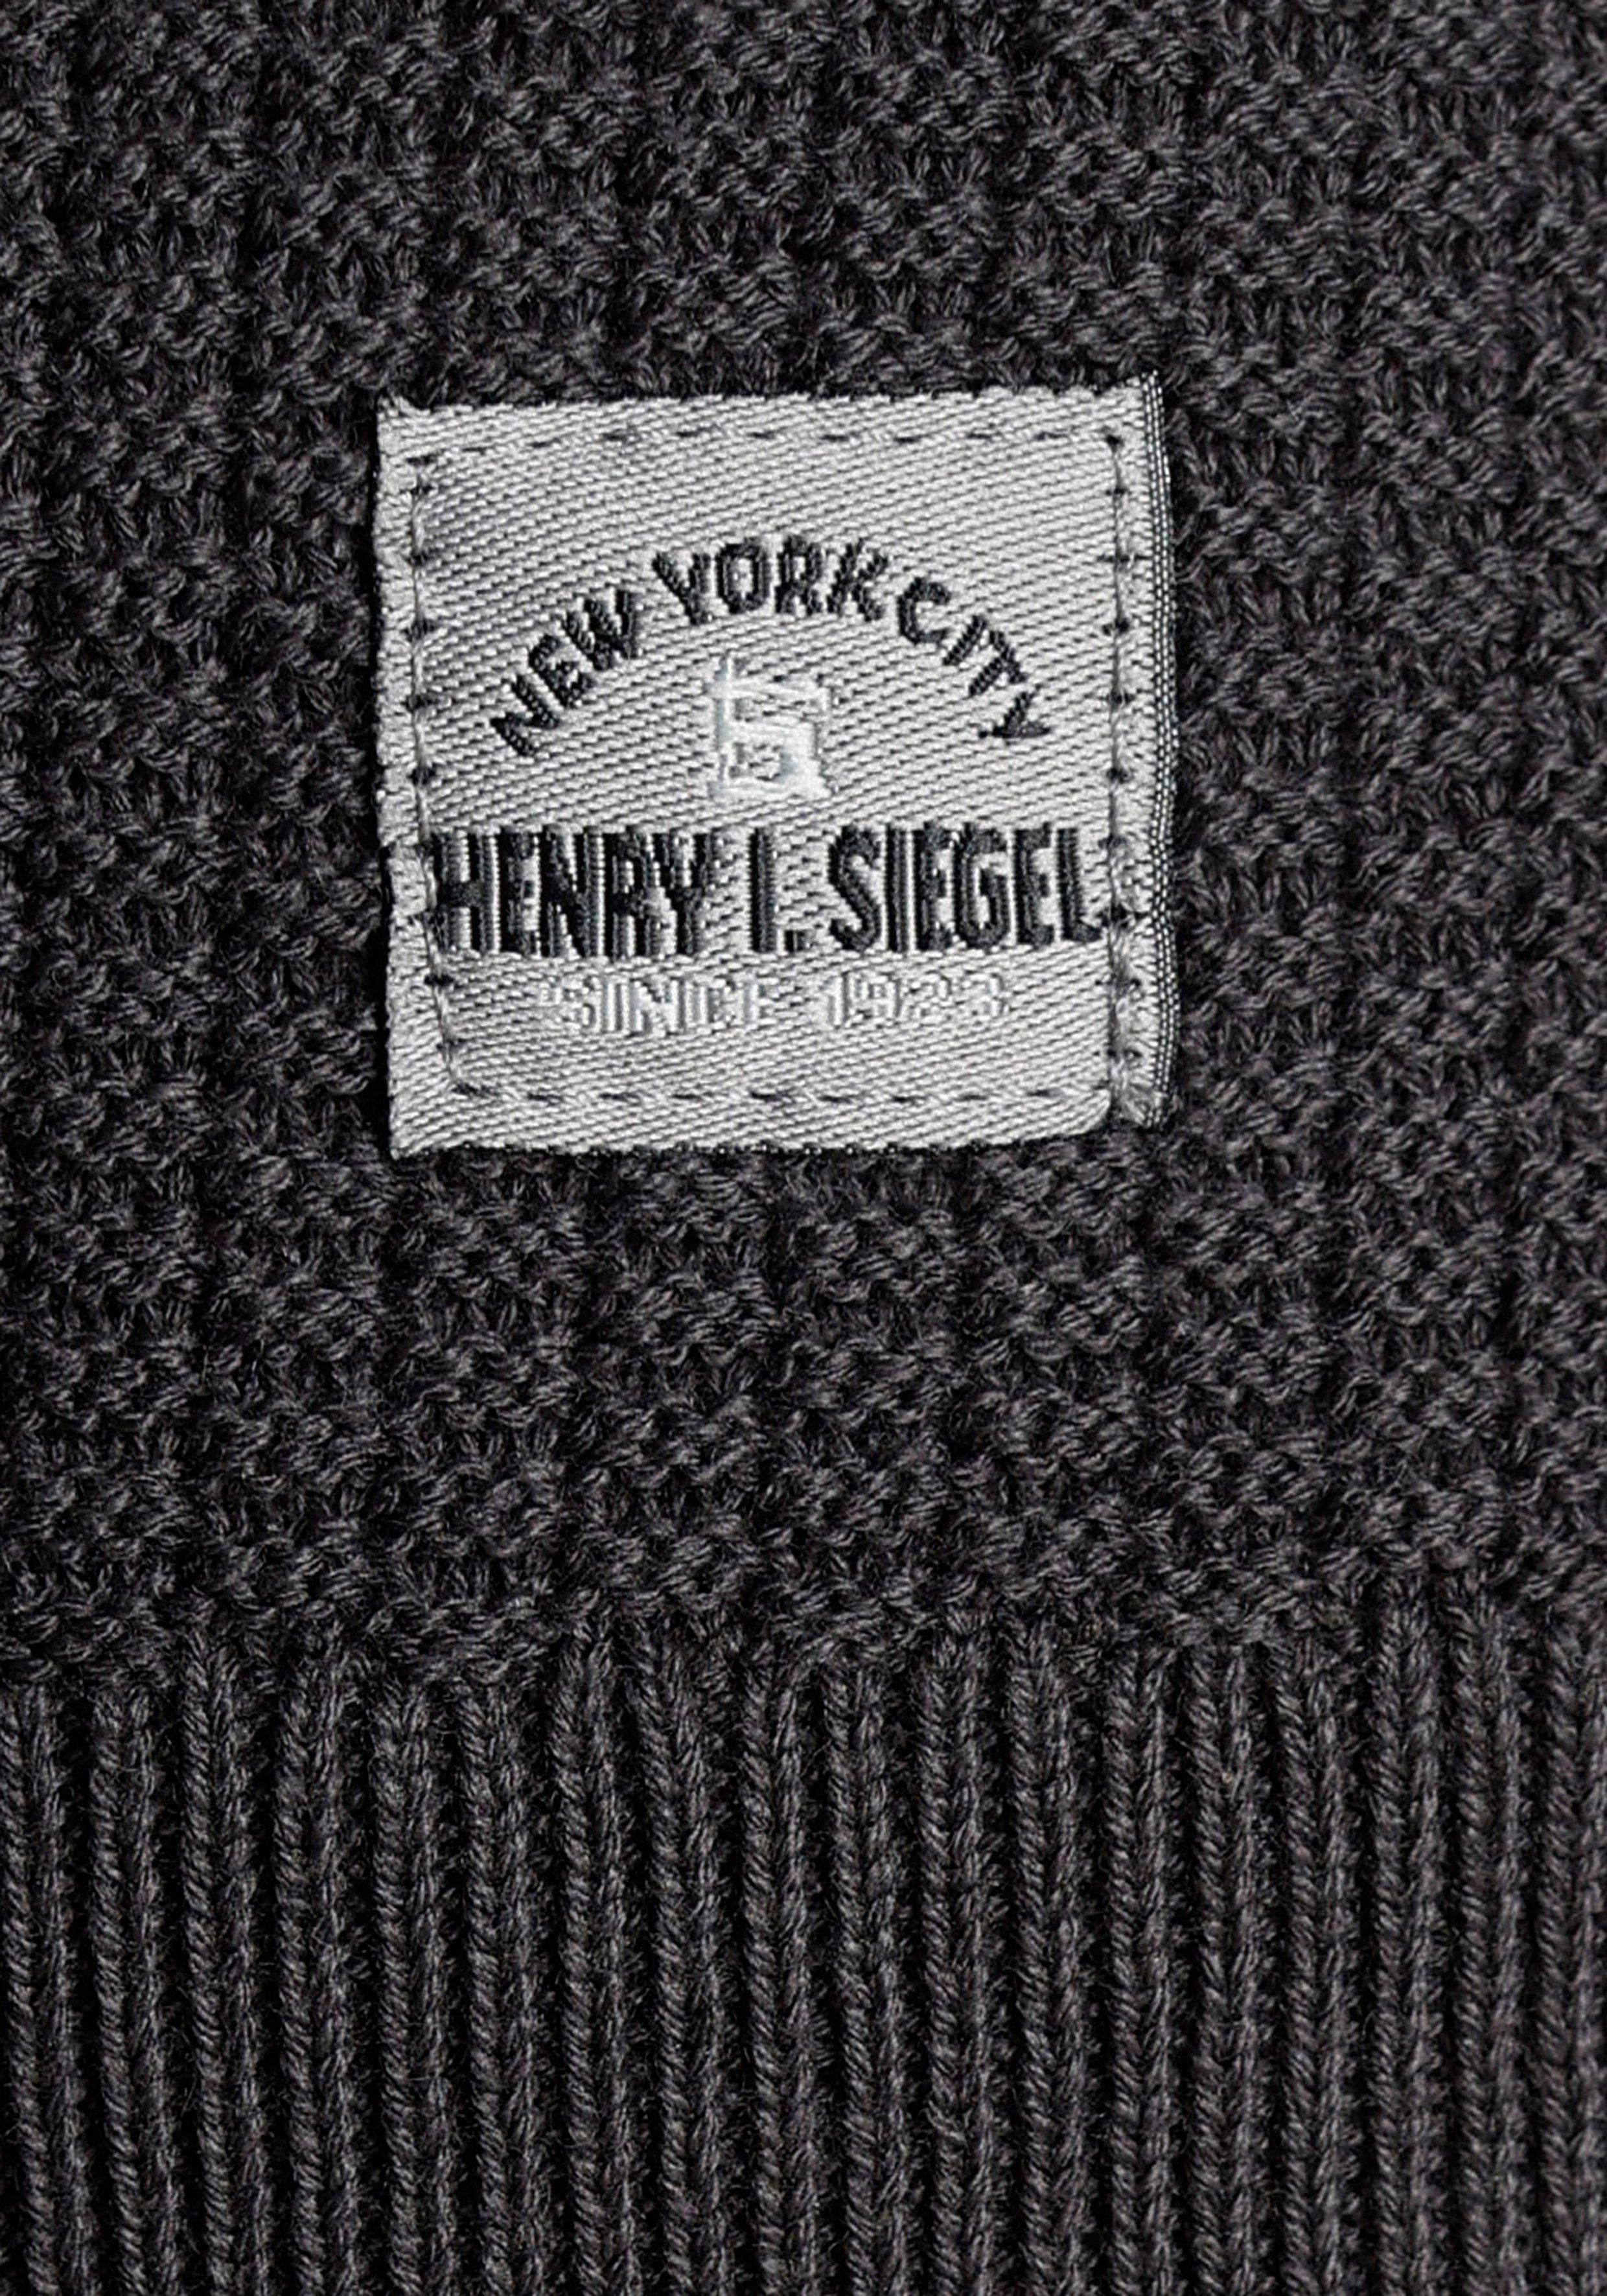 NEW YORK CITY
HENRY I. SIEGEL
SINCE 1923